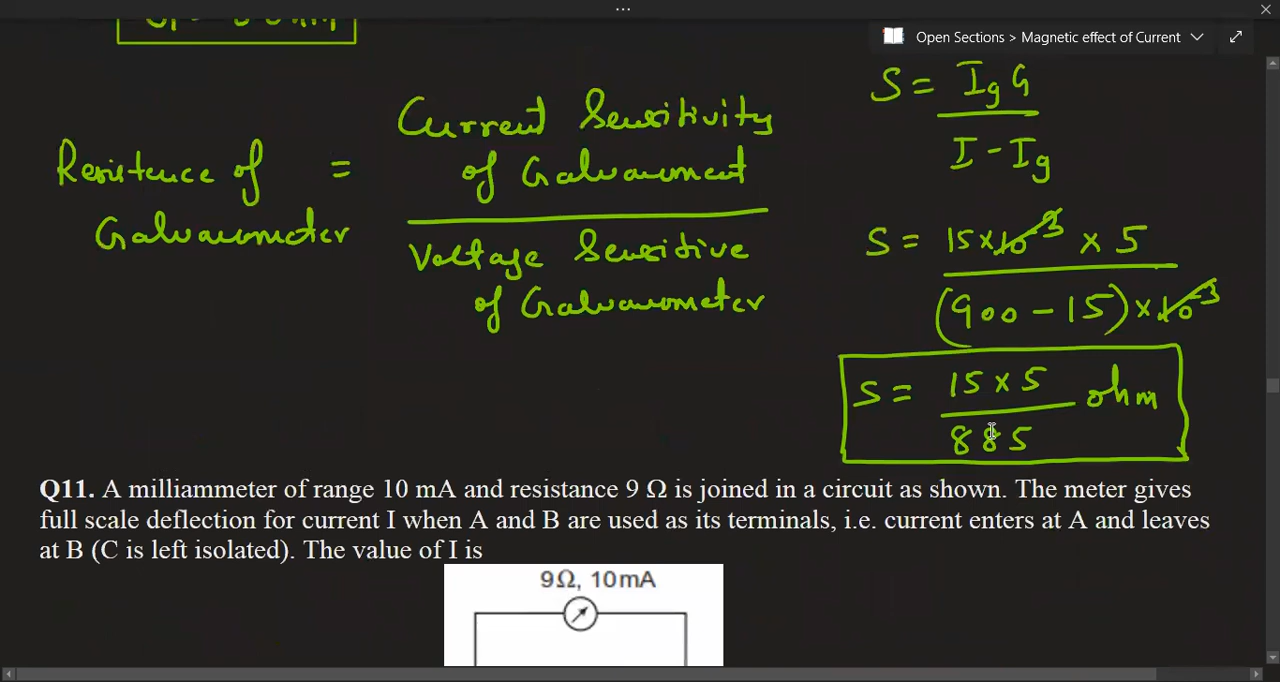 Open Sections > Magnetic effect of Current
Resistence of Galvanometer = Current Sensitivity of Galvanment / Voltage Sensitive of Galvanometer
S = IgG / I - Ig
S = 15×10⁻³ × 5 / (900 - 15) × 10⁻³
S = 15 × 5 / 885 ohm
Q11. A milliammeter of range 10 mA and resistance 9 Ω is joined in a circuit as shown. The meter gives
full scale deflection for current I when A and B are used as its terminals, i.e. current enters at A and leaves
at B (C is left isolated). The value of I is
9Ω, 10mA